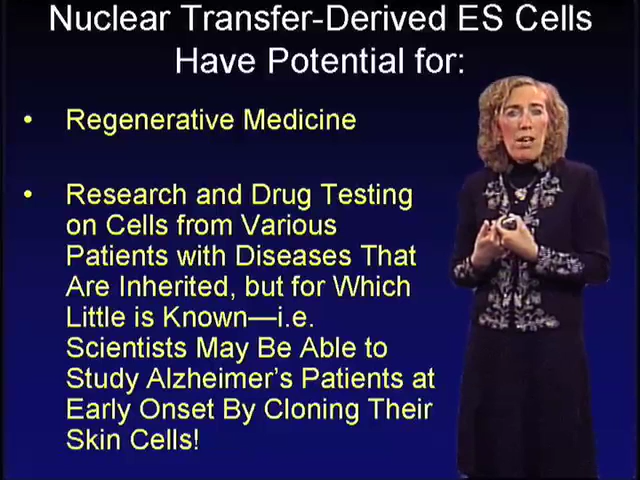 Nuclear Transfer-Derived ES Cells
Have Potential for:
• Regenerative Medicine
• Research and Drug Testing
on Cells from Various
Patients with Diseases That
Are Inherited, but for Which
Little is Known—i.e.
Scientists May Be Able to
Study Alzheimer's Patients at
Early Onset By Cloning Their
Skin Cells!